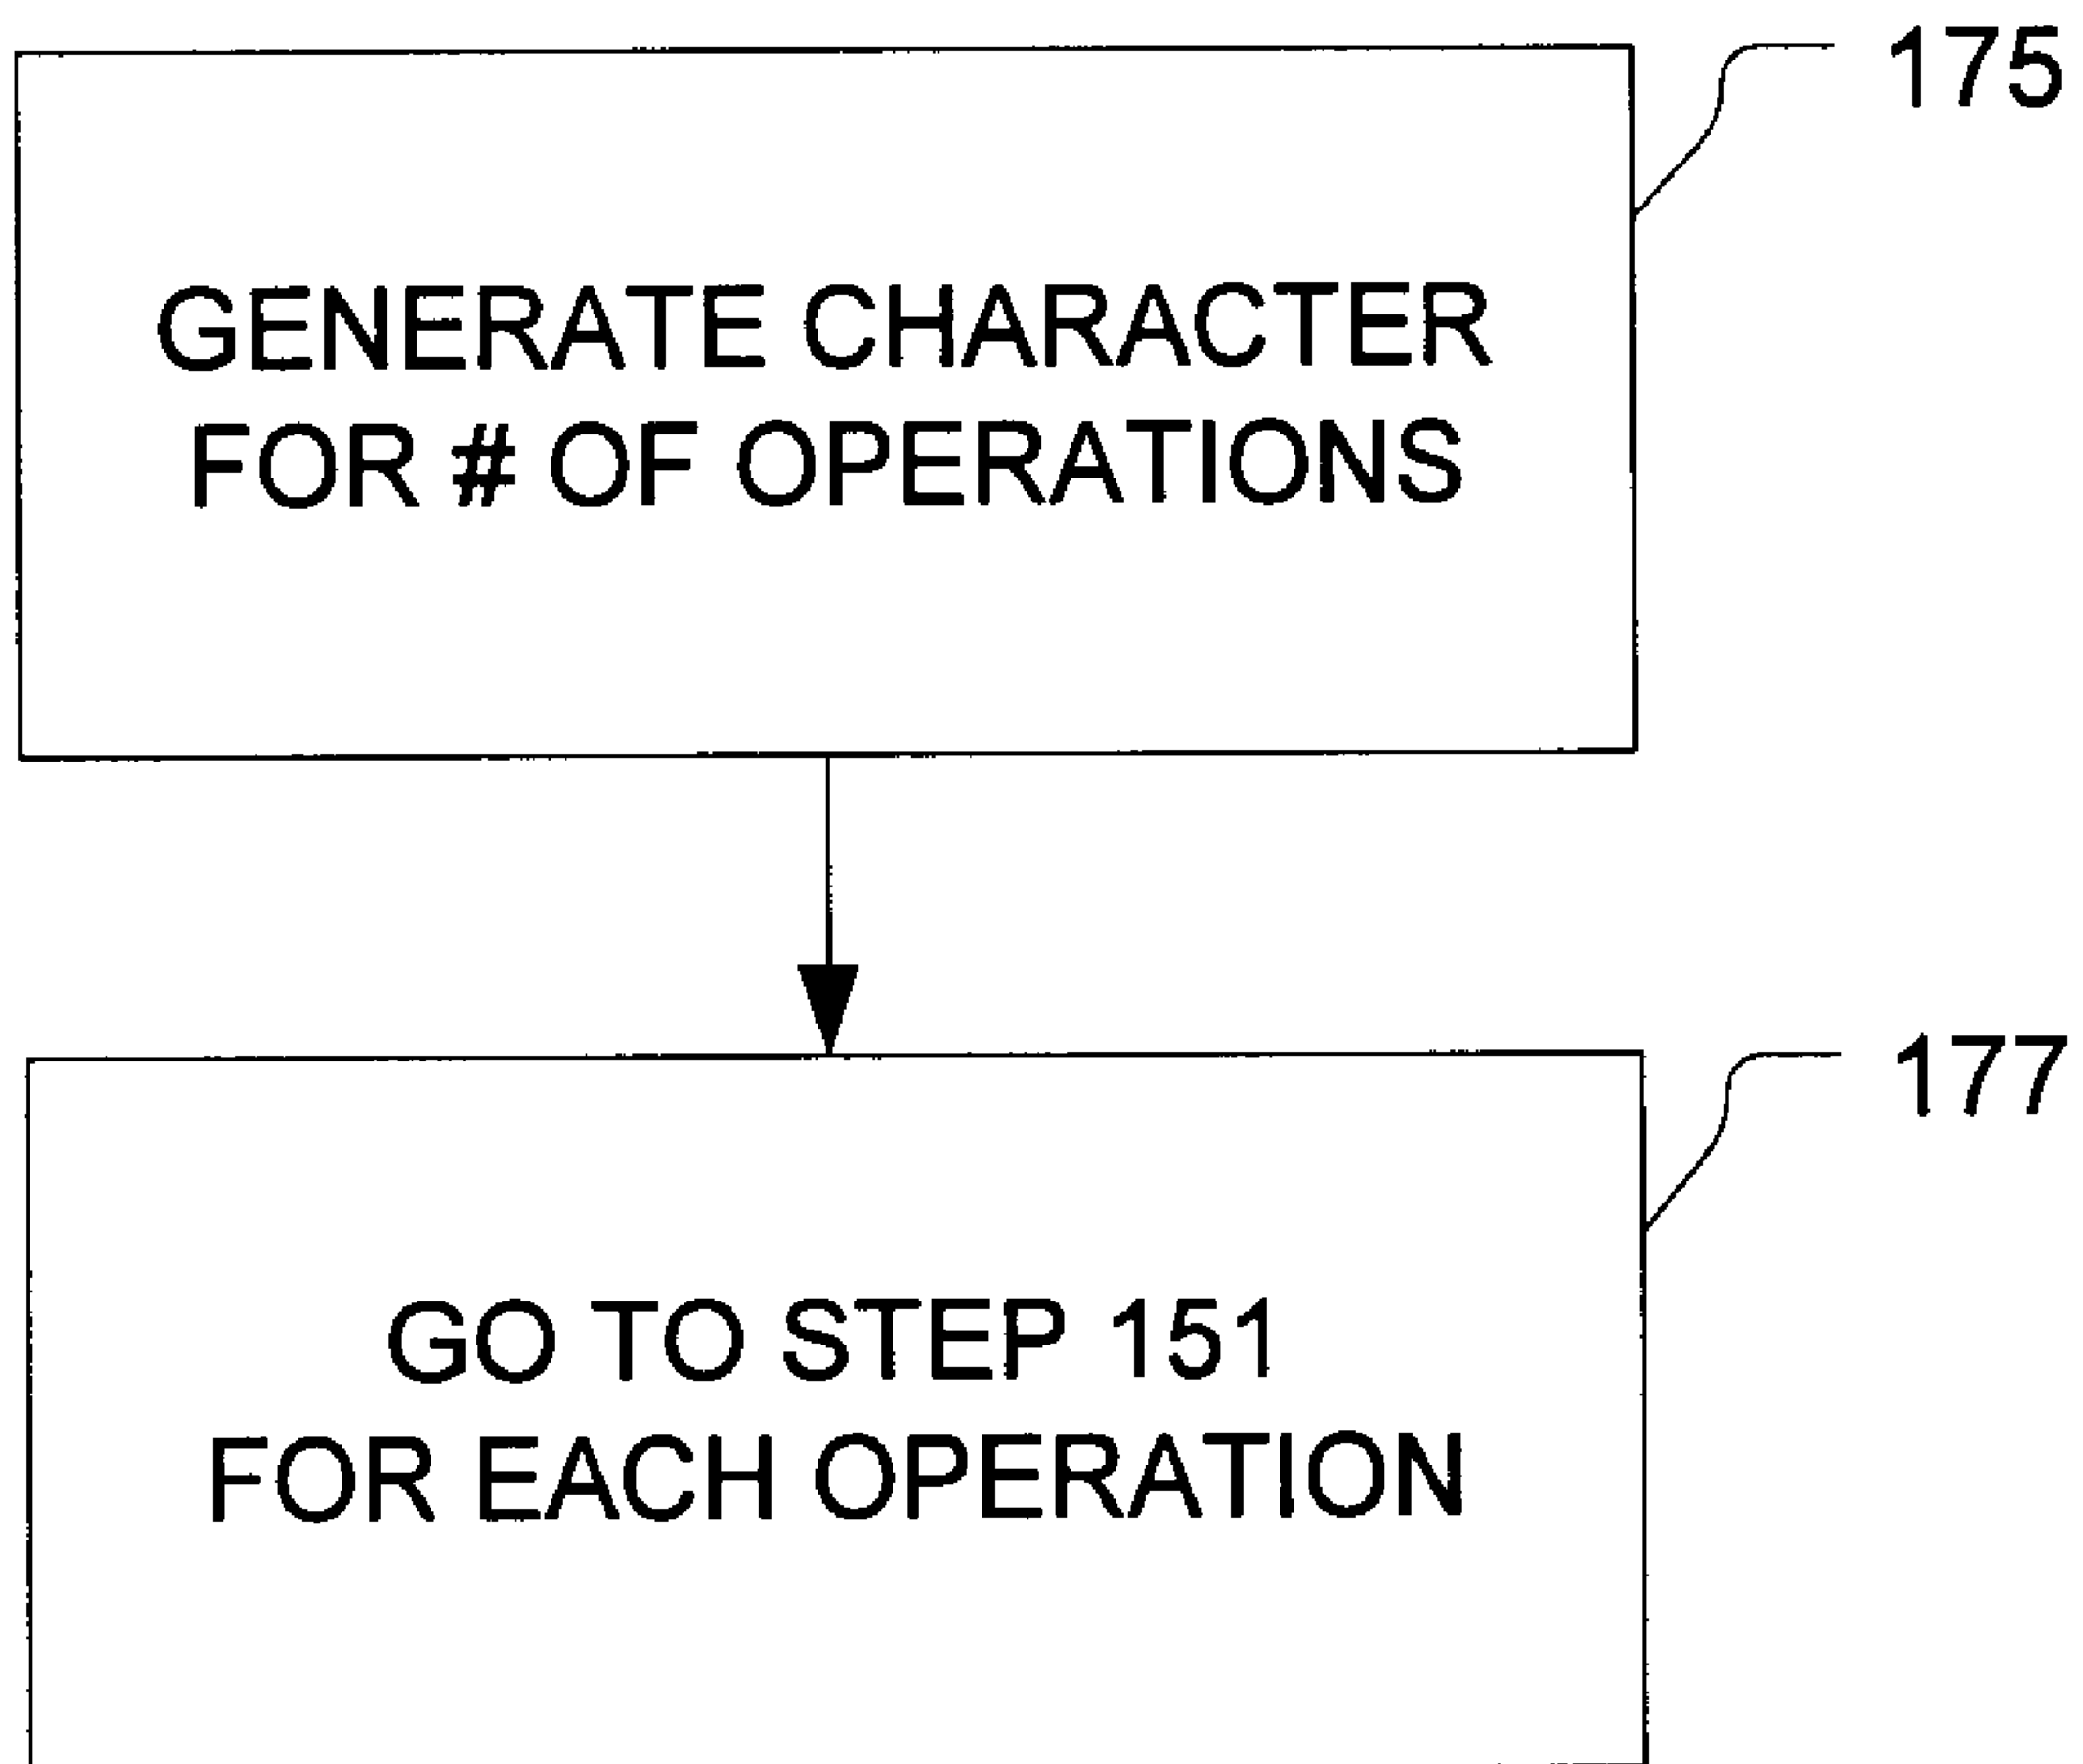 175
GENERATE CHARACTER
FOR # OF OPERATIONS
177
GO TO STEP 151
FOR EACH OPERATION